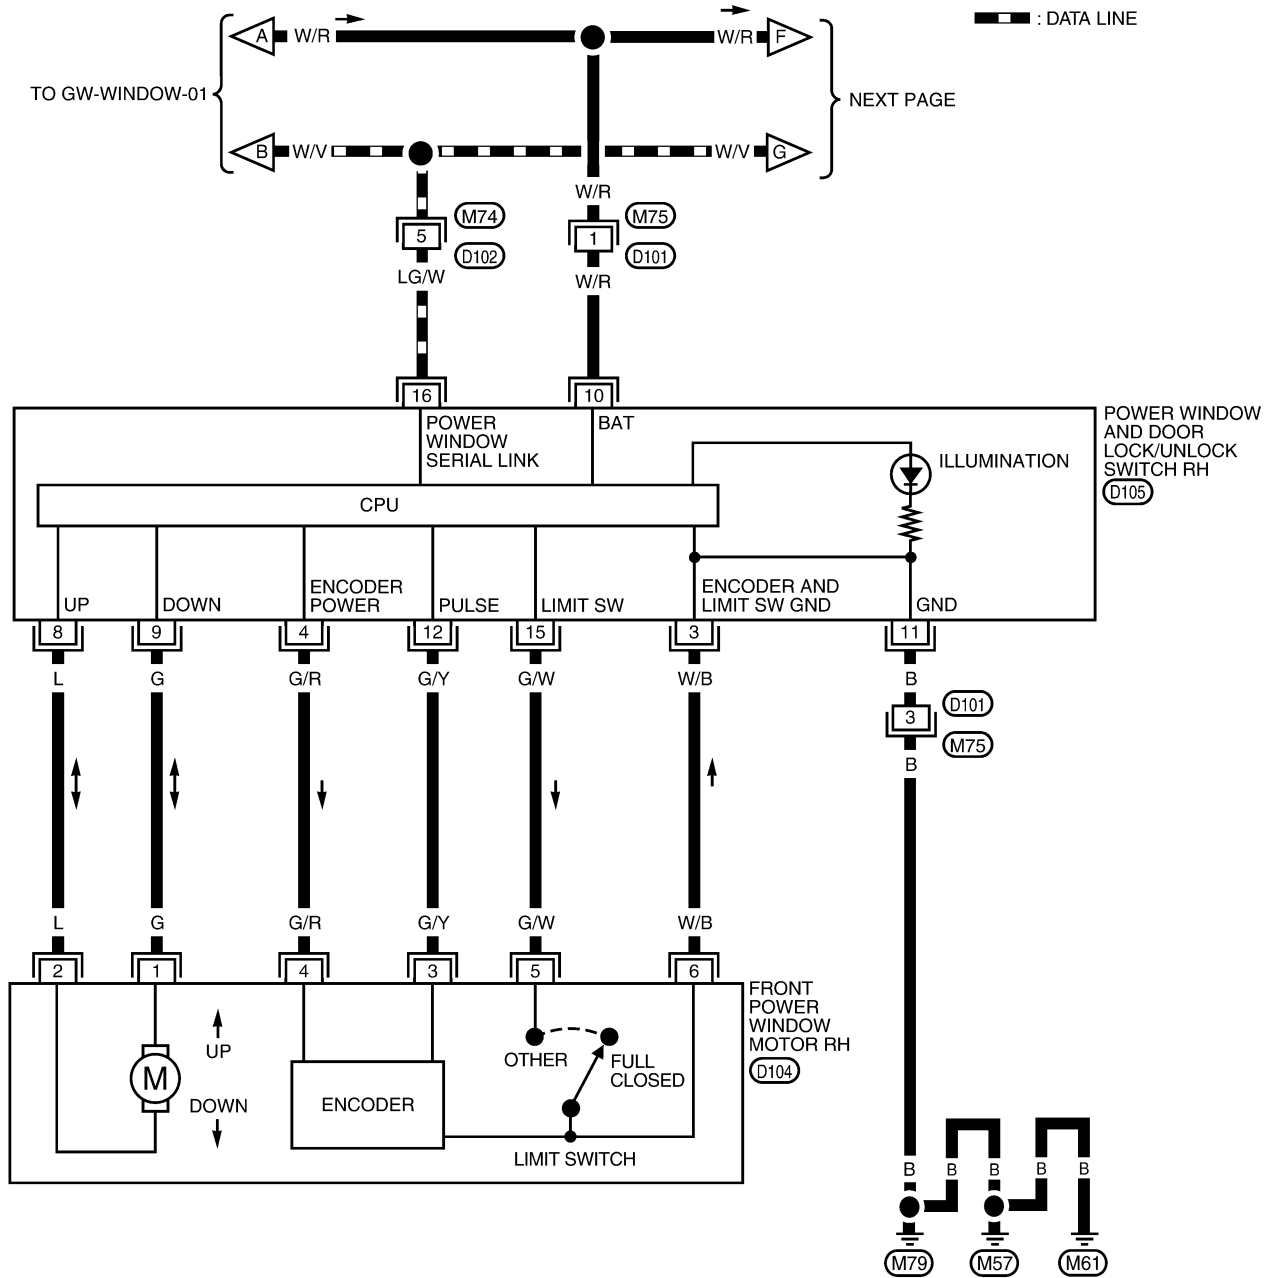 : DATA LINE
A
W/R
W/R
F
TO GW-WINDOW-01
NEXT PAGE
B
W/V
W/V
G
W/R
M74
M75
5
1
D102
D101
LG/W
W/R
16
10
POWER
WINDOW
SERIAL LINK
BAT
POWER WINDOW
AND DOOR
LOCK/UNLOCK
SWITCH RH
D105
ILLUMINATION
CPU
UP
DOWN
ENCODER
POWER
PULSE
LIMIT SW
ENCODER AND
LIMIT SW GND
GND
8
9
4
12
15
3
11
L
G
G/R
G/Y
G/W
W/B
B
D101
3
M75
B
L
G
G/R
G/Y
G/W
W/B
2
1
4
3
5
6
FRONT
POWER
WINDOW
MOTOR RH
D104
UP
M
DOWN
ENCODER
OTHER
FULL
CLOSED
LIMIT SWITCH
B
B
B
B
B
M79
M57
M61